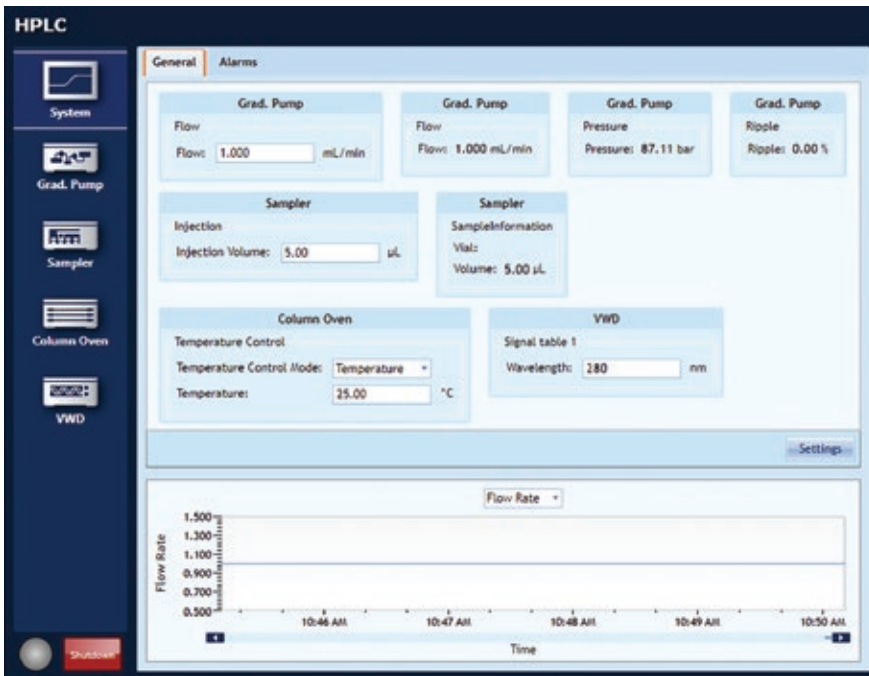 HPLC
System
Grad. Pump
Sampler
Column Oven
VWD
Shutdown
General Alarms
Grad. Pump
Flow
Flow: 1.000 mL/min
Grad. Pump
Flow
Flow: 1.000 mL/min
Grad. Pump
Pressure
Pressure: 87.11 bar
Grad. Pump
Ripple
Ripple: 0.00 %
Sampler
Injection
Injection Volume: 5.00 µL
Sampler
SampleInformation
Vial:
Volume: 5.00 µL
Column Oven
Temperature Control
Temperature Control Mode: Temperature
Temperature: 25.00 °C
VWD
Signal table 1
Wavelength: 280 nm
Settings
Flow Rate
Flow Rate
1.500
1.300
1.100
0.900
0.700
0.500
10:46 AM 10:47 AM 10:48 AM 10:49 AM 10:50 AM
Time